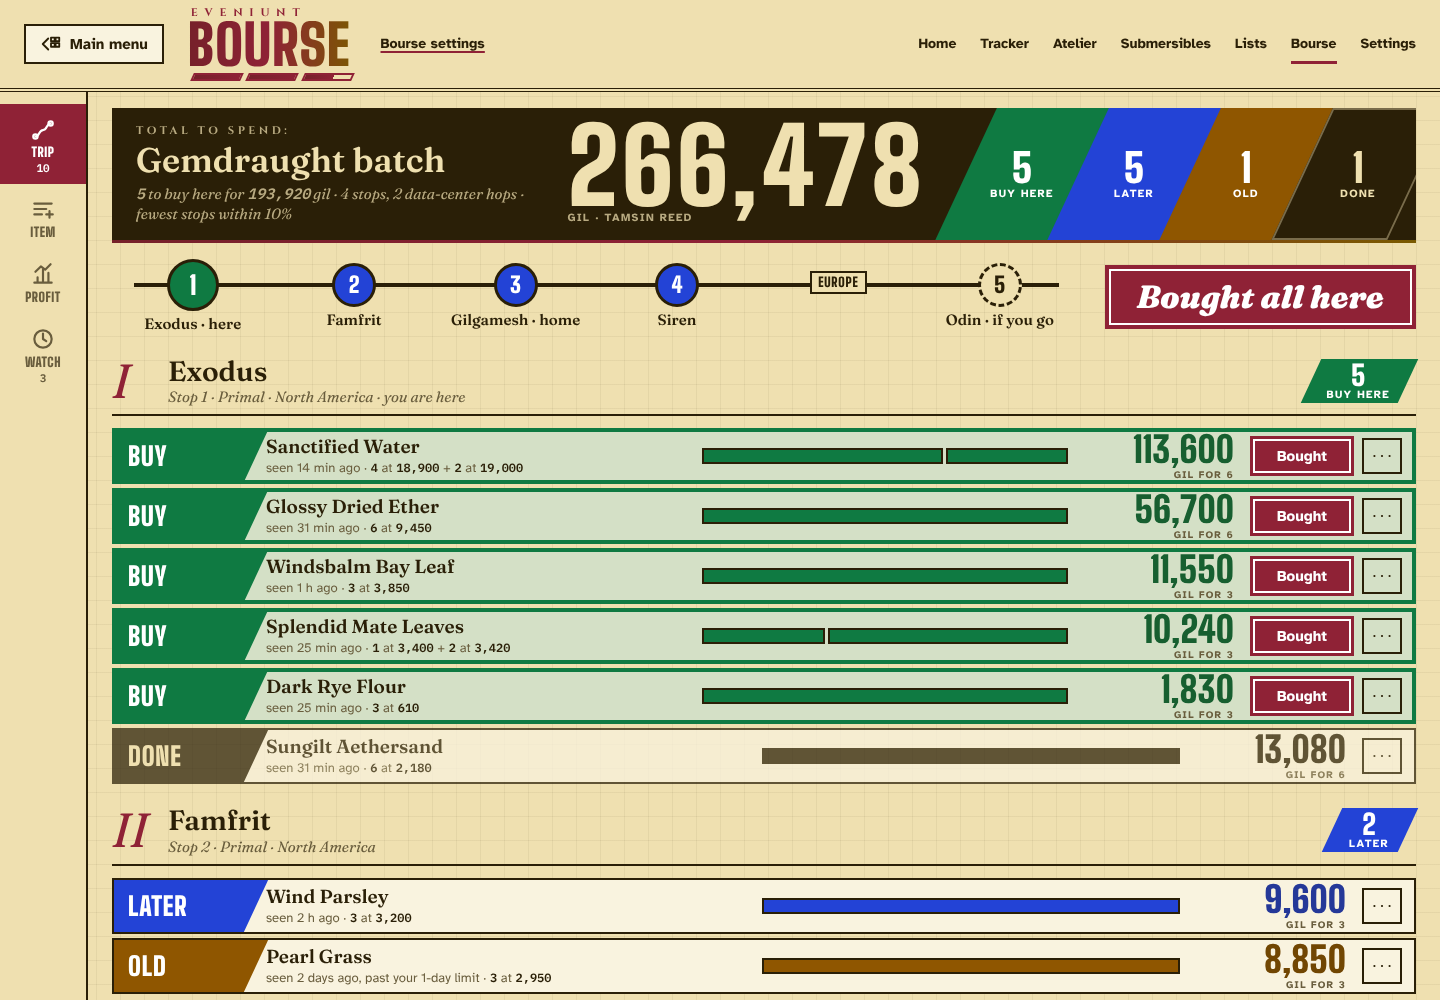 Main menu
EVENIUNT
BOURSE
Bourse settings
Home
Tracker
Atelier
Submersibles
Lists
Bourse
Settings
TRIP
10
ITEM
PROFIT
WATCH
3
TOTAL TO SPEND:
Gemdraught batch
5 to buy here for 193,920 gil · 4 stops, 2 data-center hops ·
fewest stops within 10%
266,478
GIL · TAMSIN REED
5
BUY HERE
5
LATER
1
OLD
1
DONE
1
Exodus · here
2
Famfrit
3
Gilgamesh · home
4
Siren
EUROPE
5
Odin · if you go
Bought all here
I
Exodus
Stop 1 · Primal · North America · you are here
5
BUY HERE
BUY
Sanctified Water
seen 14 min ago · 4 at 18,900 + 2 at 19,000
113,600
GIL FOR 6
Bought
...
BUY
Glossy Dried Ether
seen 31 min ago · 6 at 9,450
56,700
GIL FOR 6
Bought
...
BUY
Windsbalm Bay Leaf
seen 1 h ago · 3 at 3,850
11,550
GIL FOR 3
Bought
...
BUY
Splendid Mate Leaves
seen 25 min ago · 1 at 3,400 + 2 at 3,420
10,240
GIL FOR 3
Bought
...
BUY
Dark Rye Flour
seen 25 min ago · 3 at 610
1,830
GIL FOR 3
Bought
...
DONE
Sungilt Aethersand
seen 31 min ago · 6 at 2,180
13,080
GIL FOR 6
...
II
Famfrit
Stop 2 · Primal · North America
2
LATER
LATER
Wind Parsley
seen 2 h ago · 3 at 3,200
9,600
GIL FOR 3
...
OLD
Pearl Grass
seen 2 days ago, past your 1-day limit · 3 at 2,950
8,850
GIL FOR 3
...